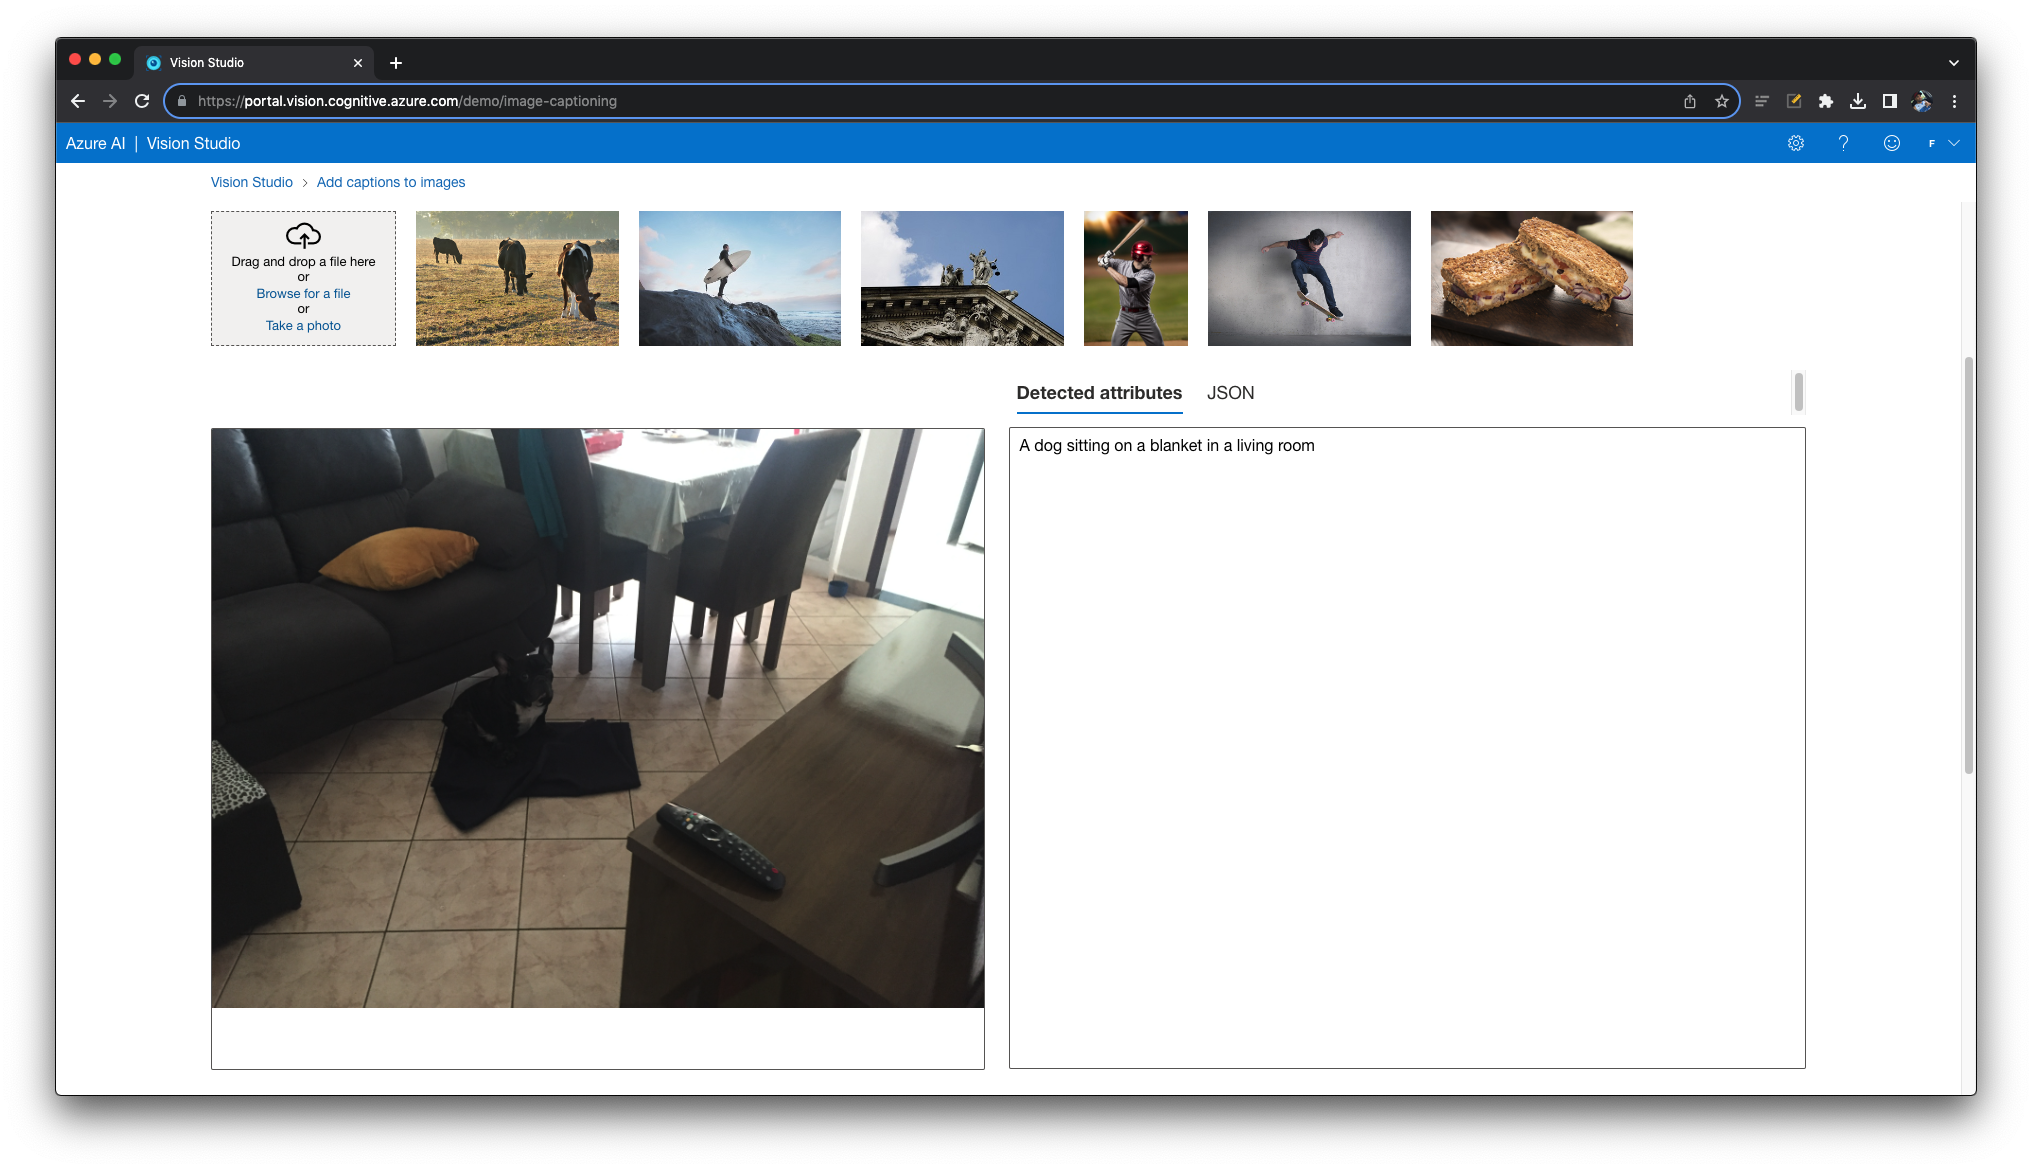 Vision Studio
https://portal.vision.cognitive.azure.com/demo/image-captioning
Azure AI | Vision Studio
F
Vision Studio > Add captions to images
Drag and drop a file here
or
Browse for a file
or
Take a photo
Detected attributes
JSON
A dog sitting on a blanket in a living room